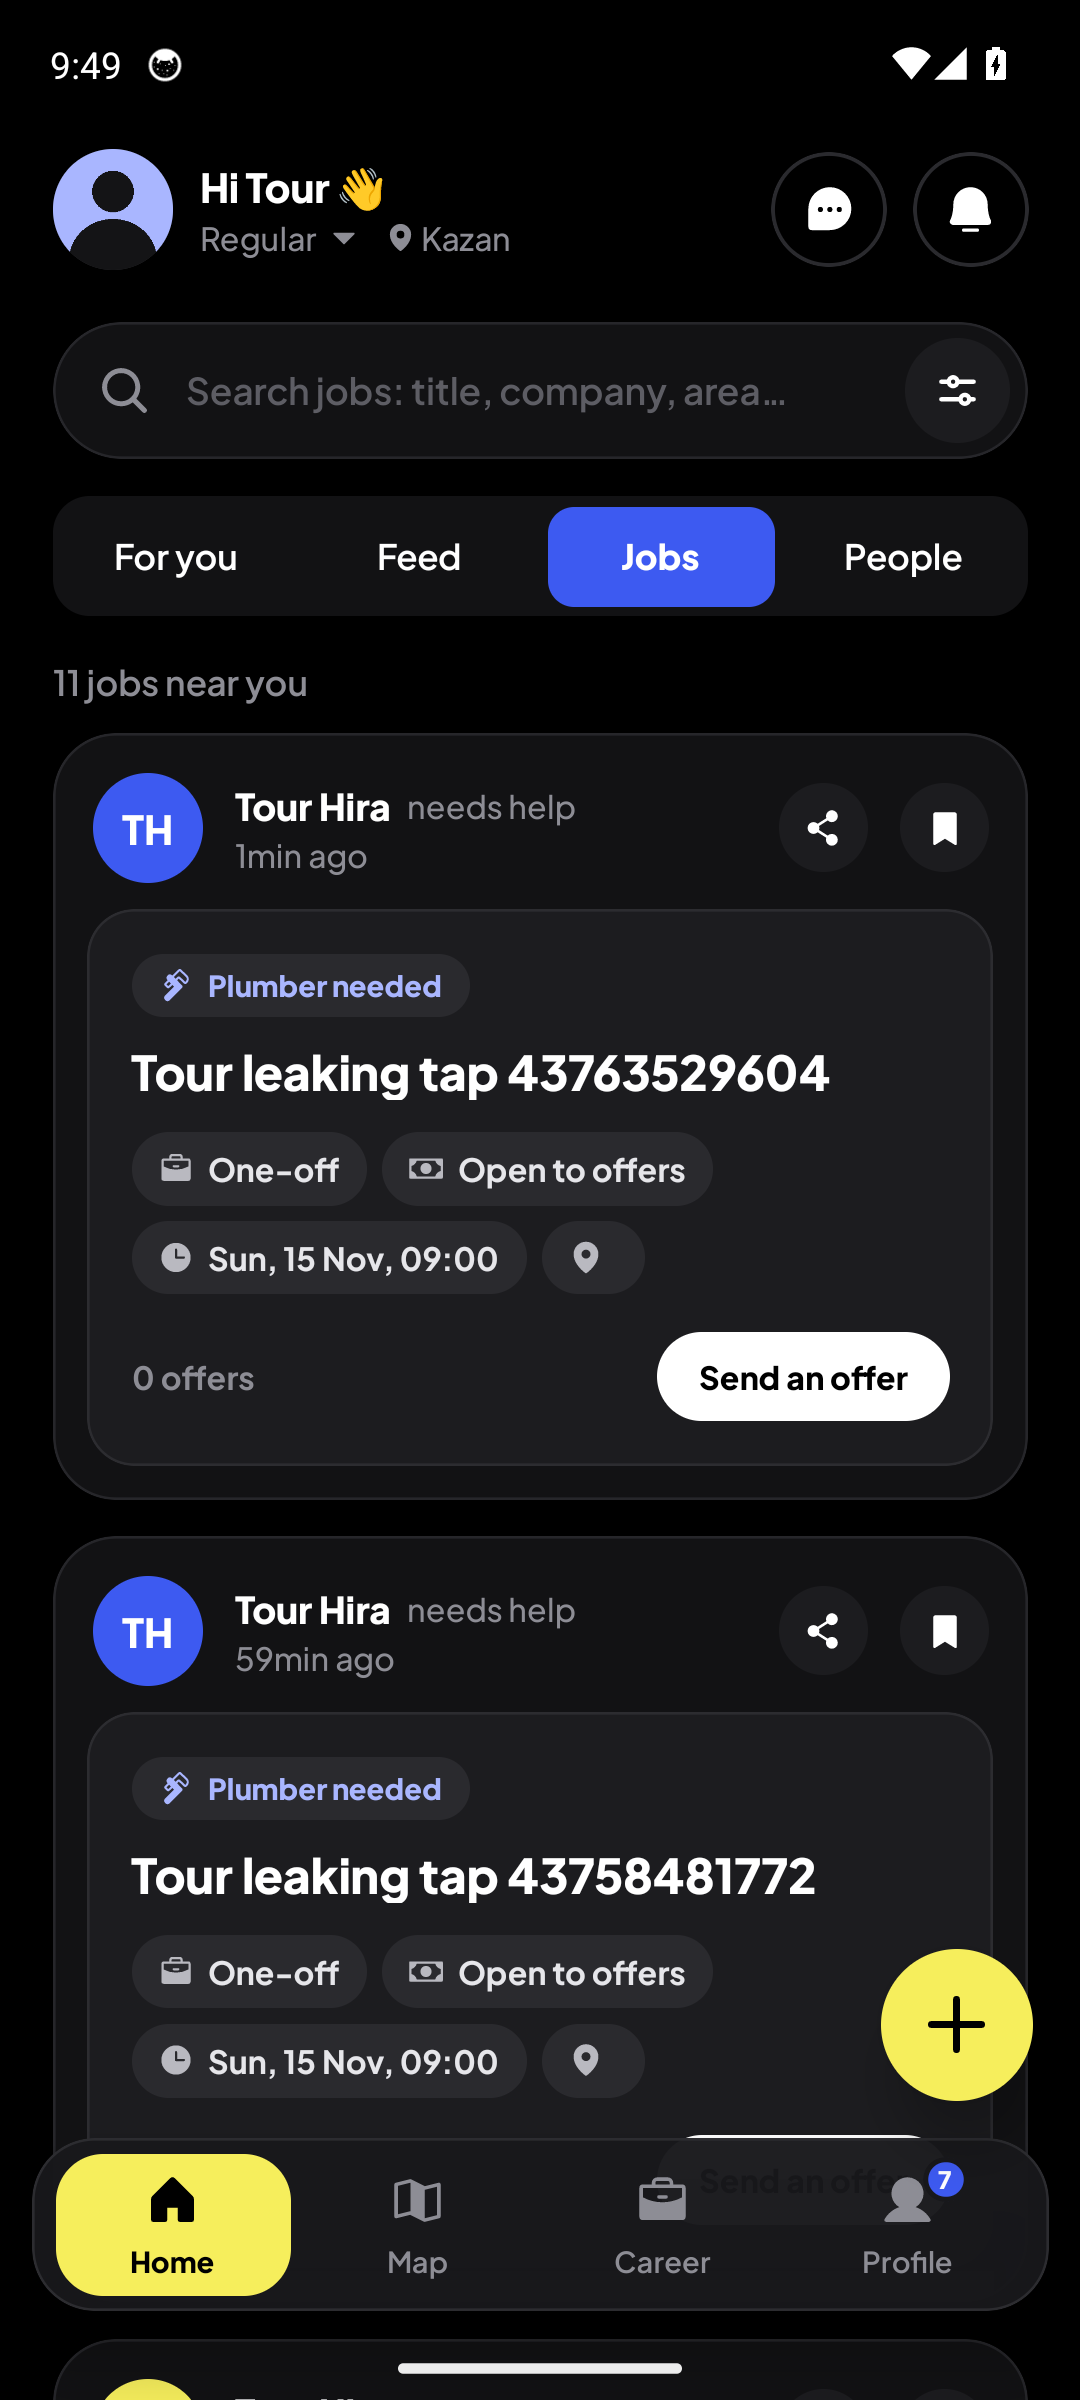 9:49
Hi Tour 👋
Regular Kazan
Search jobs: title, company, area...
For you Feed Jobs People
11 jobs near you
TH Tour Hira needs help
1min ago
Plumber needed
Tour leaking tap 43763529604
One-off Open to offers
Sun, 15 Nov, 09:00
0 offers Send an offer
TH Tour Hira needs help
59min ago
Plumber needed
Tour leaking tap 43758481772
One-off Open to offers
Sun, 15 Nov, 09:00
Send an offe
7
Home Map Career Profile